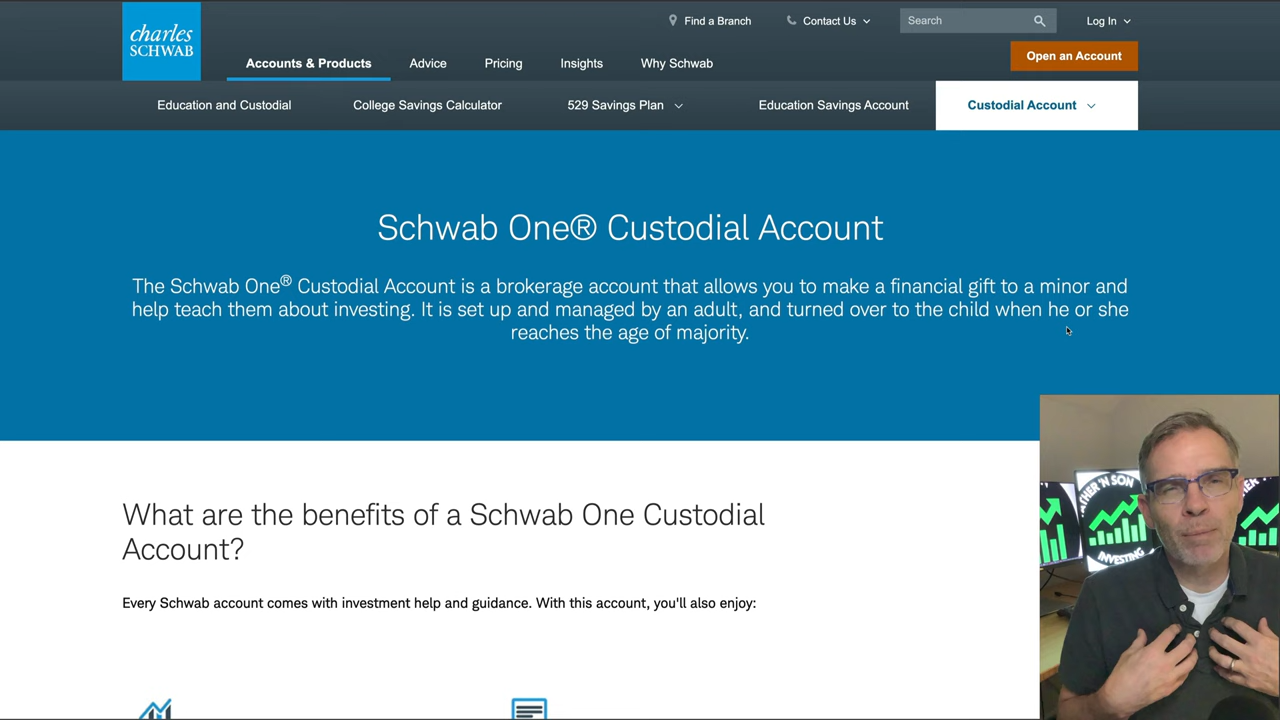 charles
SCHWAB
Find a Branch
Contact Us
Search
Log In
Accounts & Products
Advice
Pricing
Insights
Why Schwab
Open an Account
Education and Custodial
College Savings Calculator
529 Savings Plan
Education Savings Account
Custodial Account
Schwab One® Custodial Account
The Schwab One® Custodial Account is a brokerage account that allows you to make a financial gift to a minor and
help teach them about investing. It is set up and managed by an adult, and turned over to the child when he or she
reaches the age of majority.
What are the benefits of a Schwab One Custodial
Account?
Every Schwab account comes with investment help and guidance. With this account, you'll also enjoy:
'N SON
INVESTING